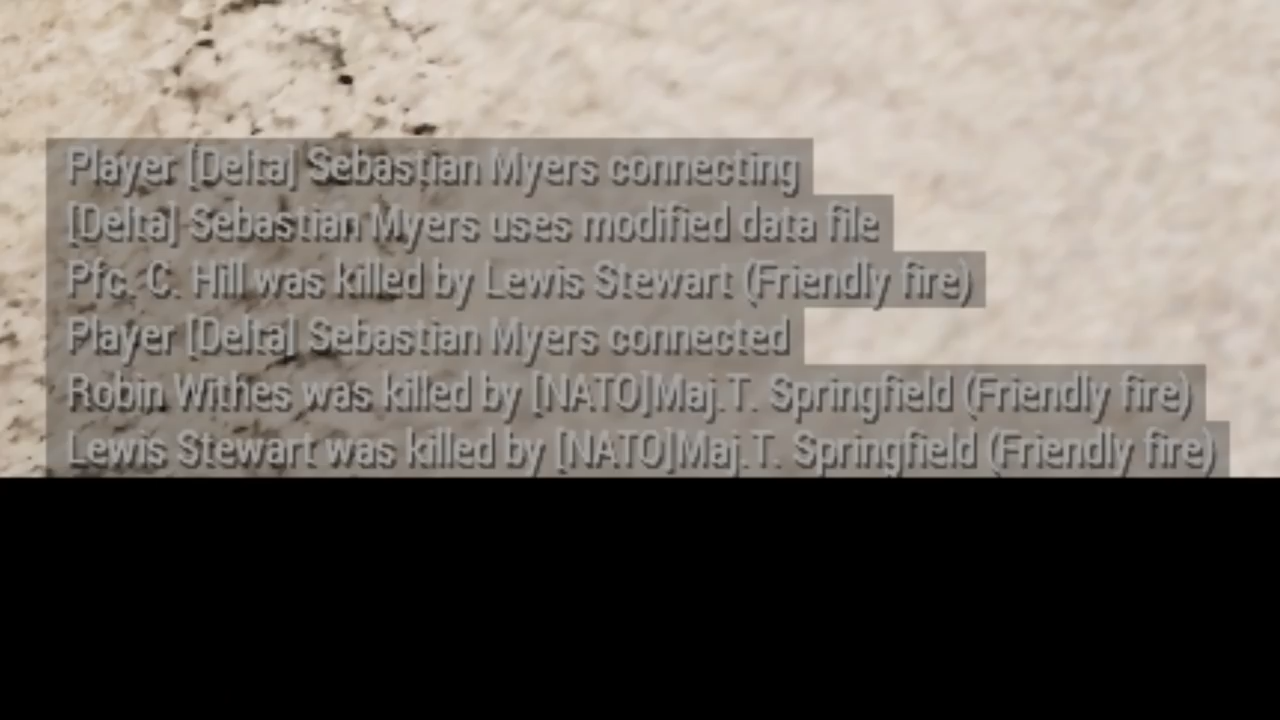 Player [Delta] Sebastian Myers connecting
[Delta] Sebastian Myers uses modified data file
Pfc. C. Hill was killed by Lewis Stewart (Friendly fire)
Player [Delta] Sebastian Myers connected
Robin Withes was killed by [NATO]Maj.T. Springfield (Friendly fire)
Lewis Stewart was killed by [NATO]Maj.T. Springfield (Friendly fire)